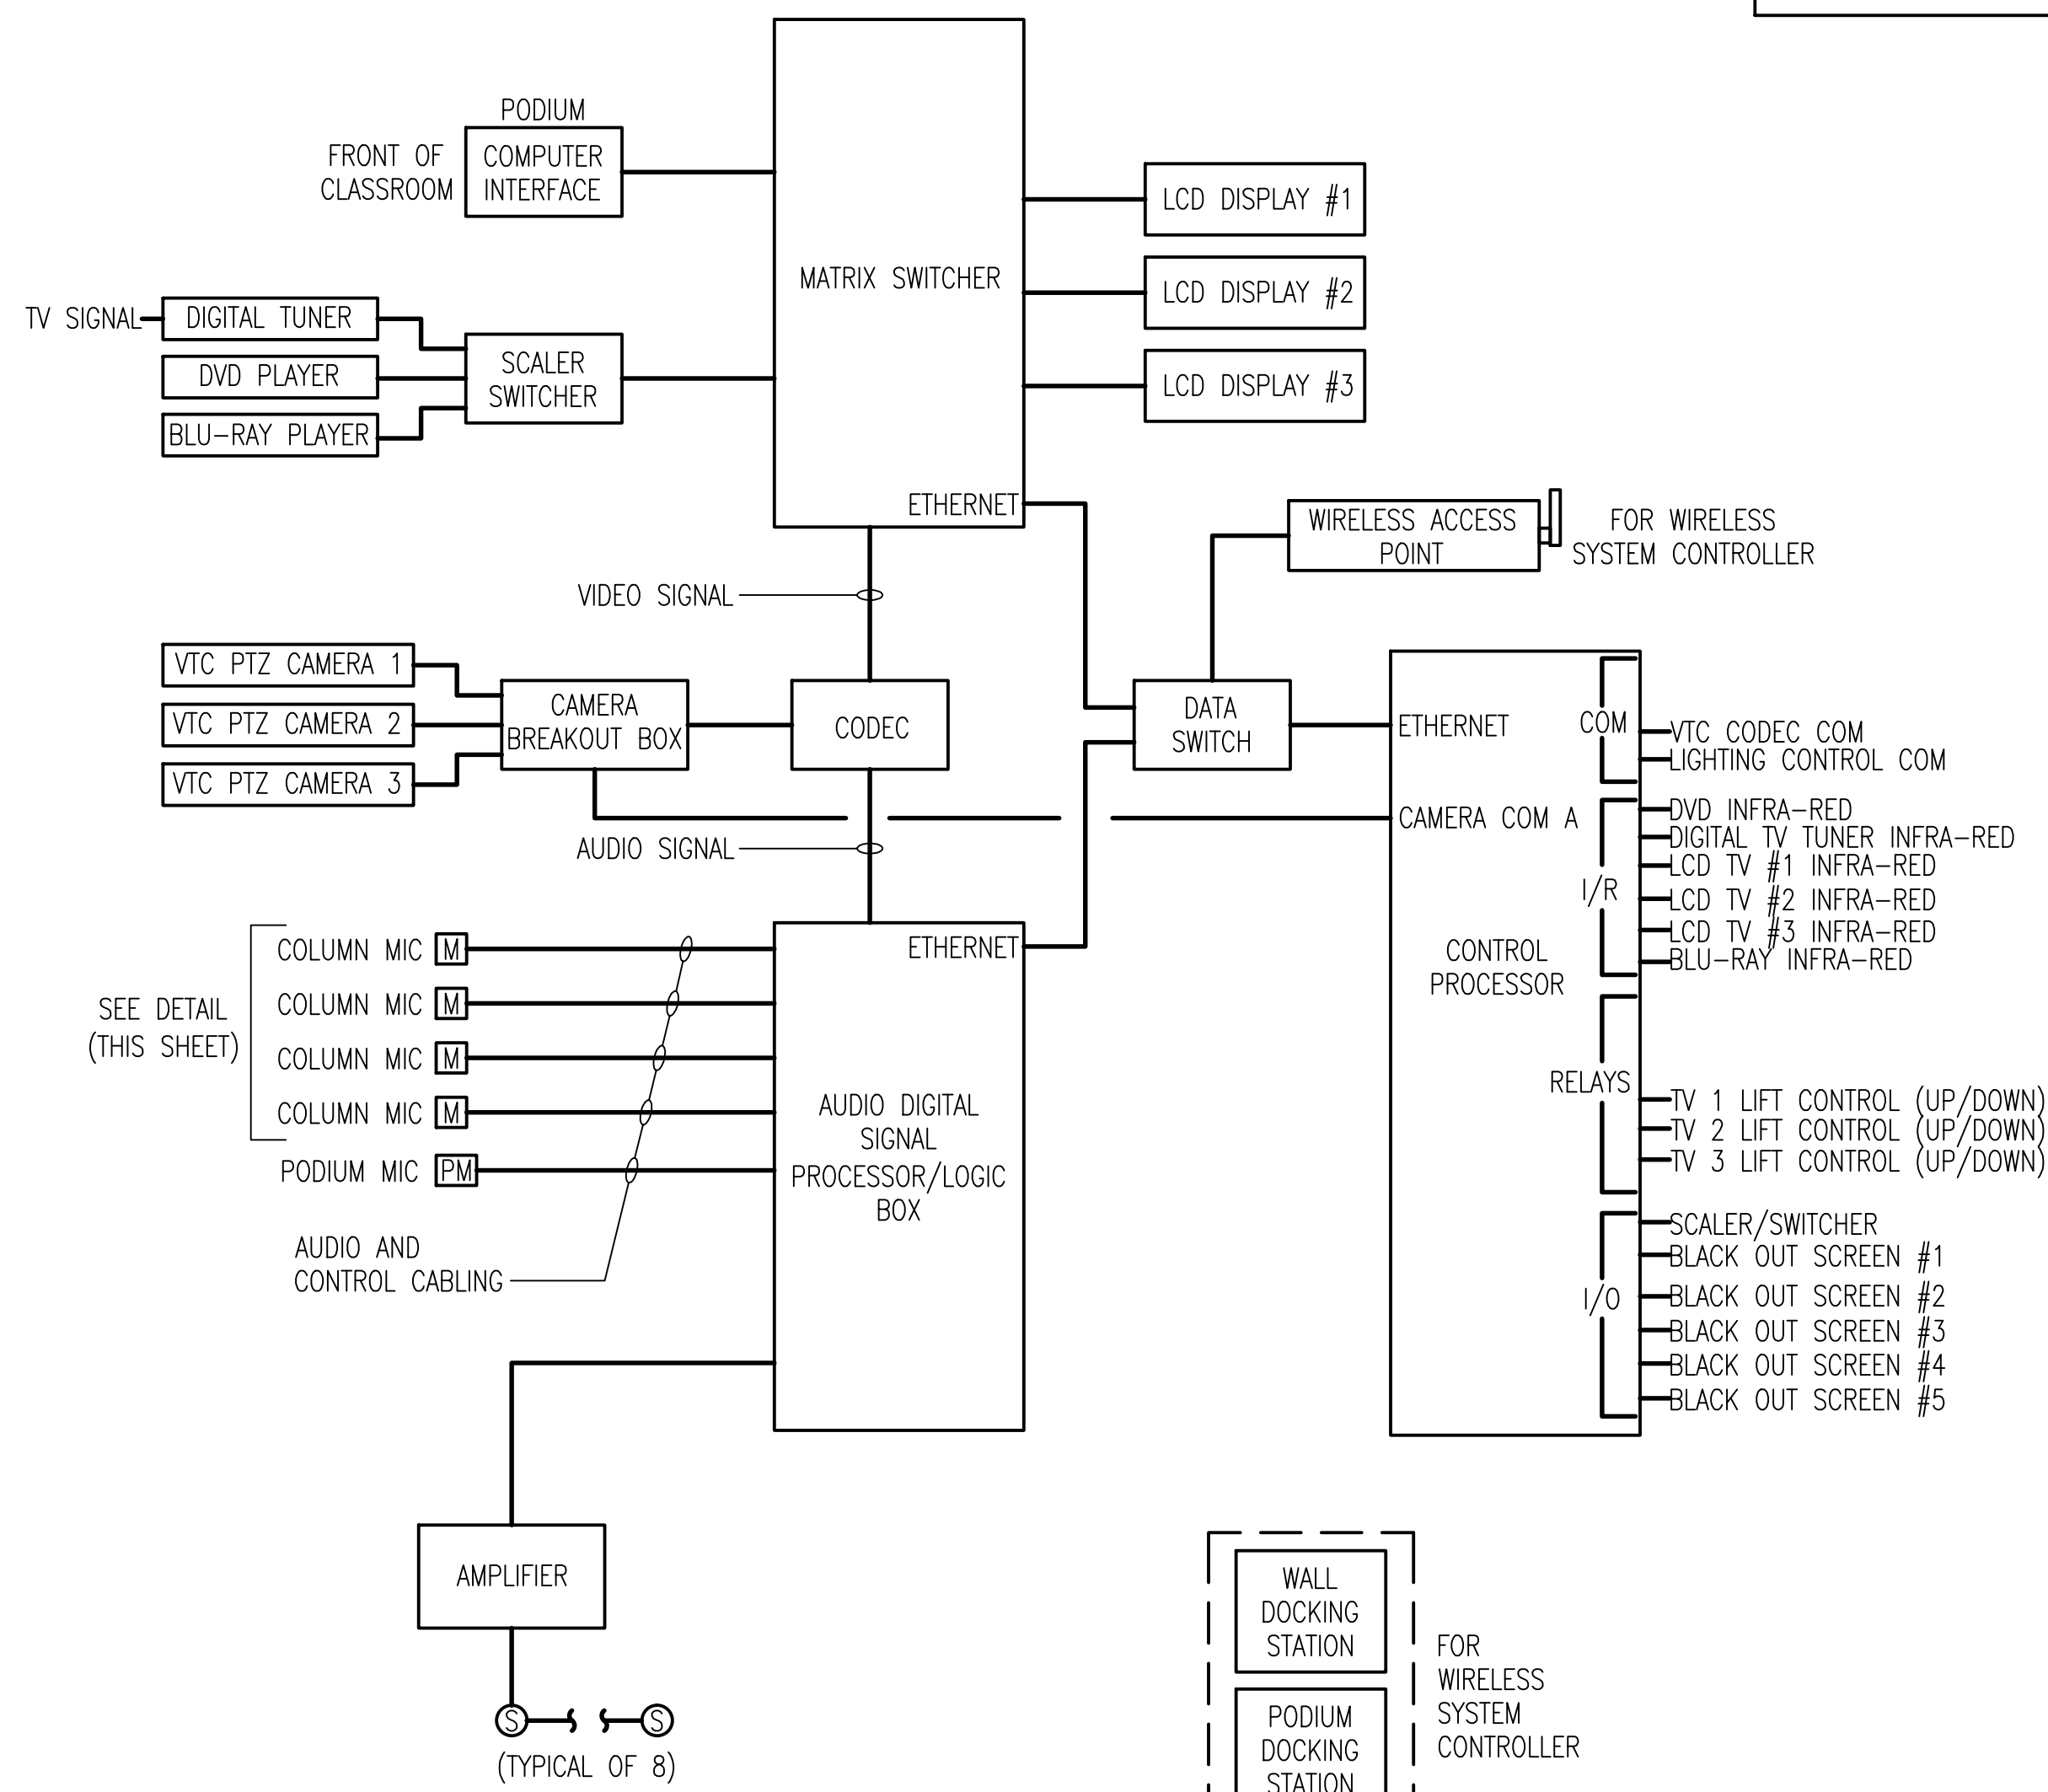 PODIUM
FRONT OF
CLASSROOM
COMPUTER
INTERFACE
MATRIX SWITCHER
LCD DISPLAY #1
LCD DISPLAY #2
LCD DISPLAY #3
TV SIGNAL
DIGITAL TUNER
DVD PLAYER
BLU-RAY PLAYER
SCALER
SWITCHER
ETHERNET
WIRELESS ACCESS
POINT
FOR WIRELESS
SYSTEM CONTROLLER
VIDEO SIGNAL
VTC PTZ CAMERA 1
VTC PTZ CAMERA 2
VTC PTZ CAMERA 3
CAMERA
BREAKOUT BOX
CODEC
DATA
SWITCH
ETHERNET
CAMERA COM A
AUDIO SIGNAL
CONTROL
PROCESSOR
COM
VTC CODEC COM
LIGHTING CONTROL COM
I/R
DVD INFRA-RED
DIGITAL TV TUNER INFRA-RED
LCD TV #1 INFRA-RED
LCD TV #2 INFRA-RED
LCD TV #3 INFRA-RED
BLU-RAY INFRA-RED
RELAYS
TV 1 LIFT CONTROL (UP/DOWN)
TV 2 LIFT CONTROL (UP/DOWN)
TV 3 LIFT CONTROL (UP/DOWN)
I/O
SCALER/SWITCHER
BLACK OUT SCREEN #1
BLACK OUT SCREEN #2
BLACK OUT SCREEN #3
BLACK OUT SCREEN #4
BLACK OUT SCREEN #5
SEE DETAIL
(THIS SHEET)
COLUMN MIC M
COLUMN MIC M
COLUMN MIC M
COLUMN MIC M
PODIUM MIC PM
AUDIO AND
CONTROL CABLING
ETHERNET
AUDIO DIGITAL
SIGNAL
PROCESSOR/LOGIC
BOX
AMPLIFIER
S S
(TYPICAL OF 8)
WALL
DOCKING
STATION
PODIUM
DOCKING
STATION
FOR
WIRELESS
SYSTEM
CONTROLLER